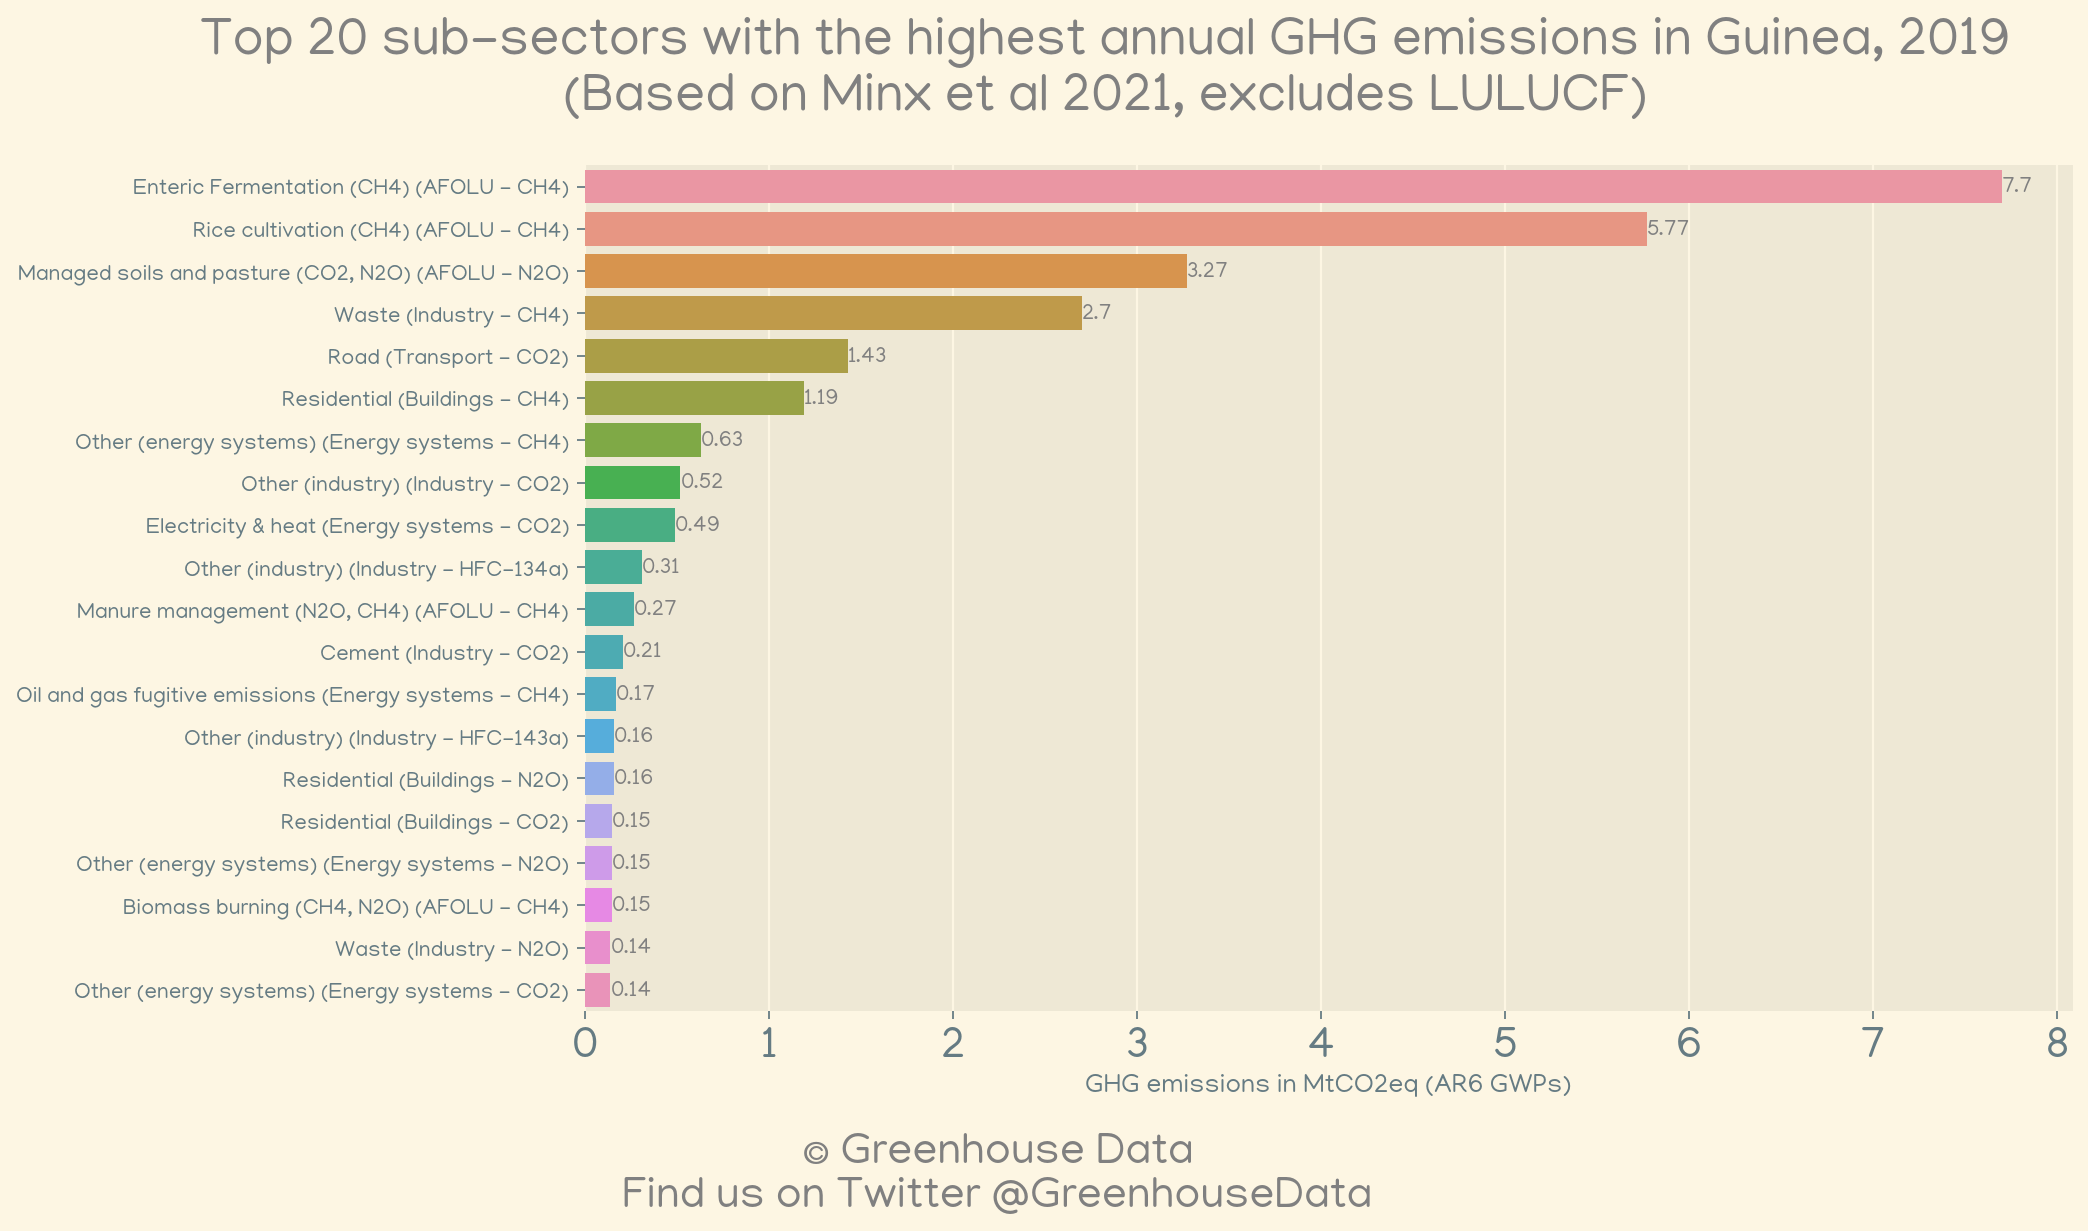 Top 20 sub-sectors with the highest annual GHG emissions in Guinea, 2019
(Based on Minx et al 2021, excludes LULUCF)
Enteric Fermentation (CH4) (AFOLU - CH4) 7.7
Rice cultivation (CH4) (AFOLU - CH4) 5.77
Managed soils and pasture (CO2, N2O) (AFOLU - N2O) 3.27
Waste (Industry - CH4) 2.7
Road (Transport - CO2) 1.43
Residential (Buildings - CH4) 1.19
Other (energy systems) (Energy systems - CH4) 0.63
Other (industry) (Industry - CO2) 0.52
Electricity & heat (Energy systems - CO2) 0.49
Other (industry) (Industry - HFC-134a) 0.31
Manure management (N2O, CH4) (AFOLU - CH4) 0.27
Cement (Industry - CO2) 0.21
Oil and gas fugitive emissions (Energy systems - CH4) 0.17
Other (industry) (Industry - HFC-143a) 0.16
Residential (Buildings - N2O) 0.16
Residential (Buildings - CO2) 0.15
Other (energy systems) (Energy systems - N2O) 0.15
Biomass burning (CH4, N2O) (AFOLU - CH4) 0.15
Waste (Industry - N2O) 0.14
Other (energy systems) (Energy systems - CO2) 0.14
0 1 2 3 4 5 6 7 8
GHG emissions in MtCO2eq (AR6 GWPs)
© Greenhouse Data
Find us on Twitter @GreenhouseData